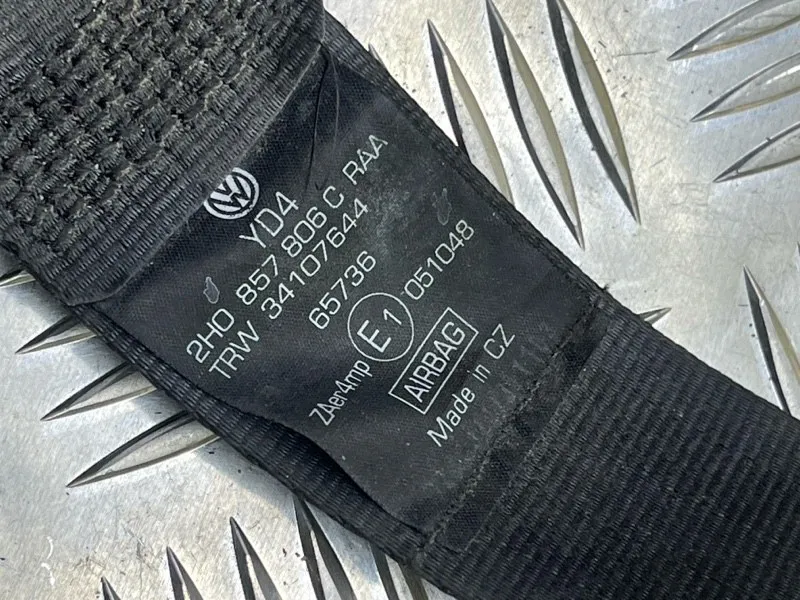 YD4
2H0 857 806 C RAA
TRW 34107644
65736
ZAer4mp E1 051048
AIRBAG
Made in CZ